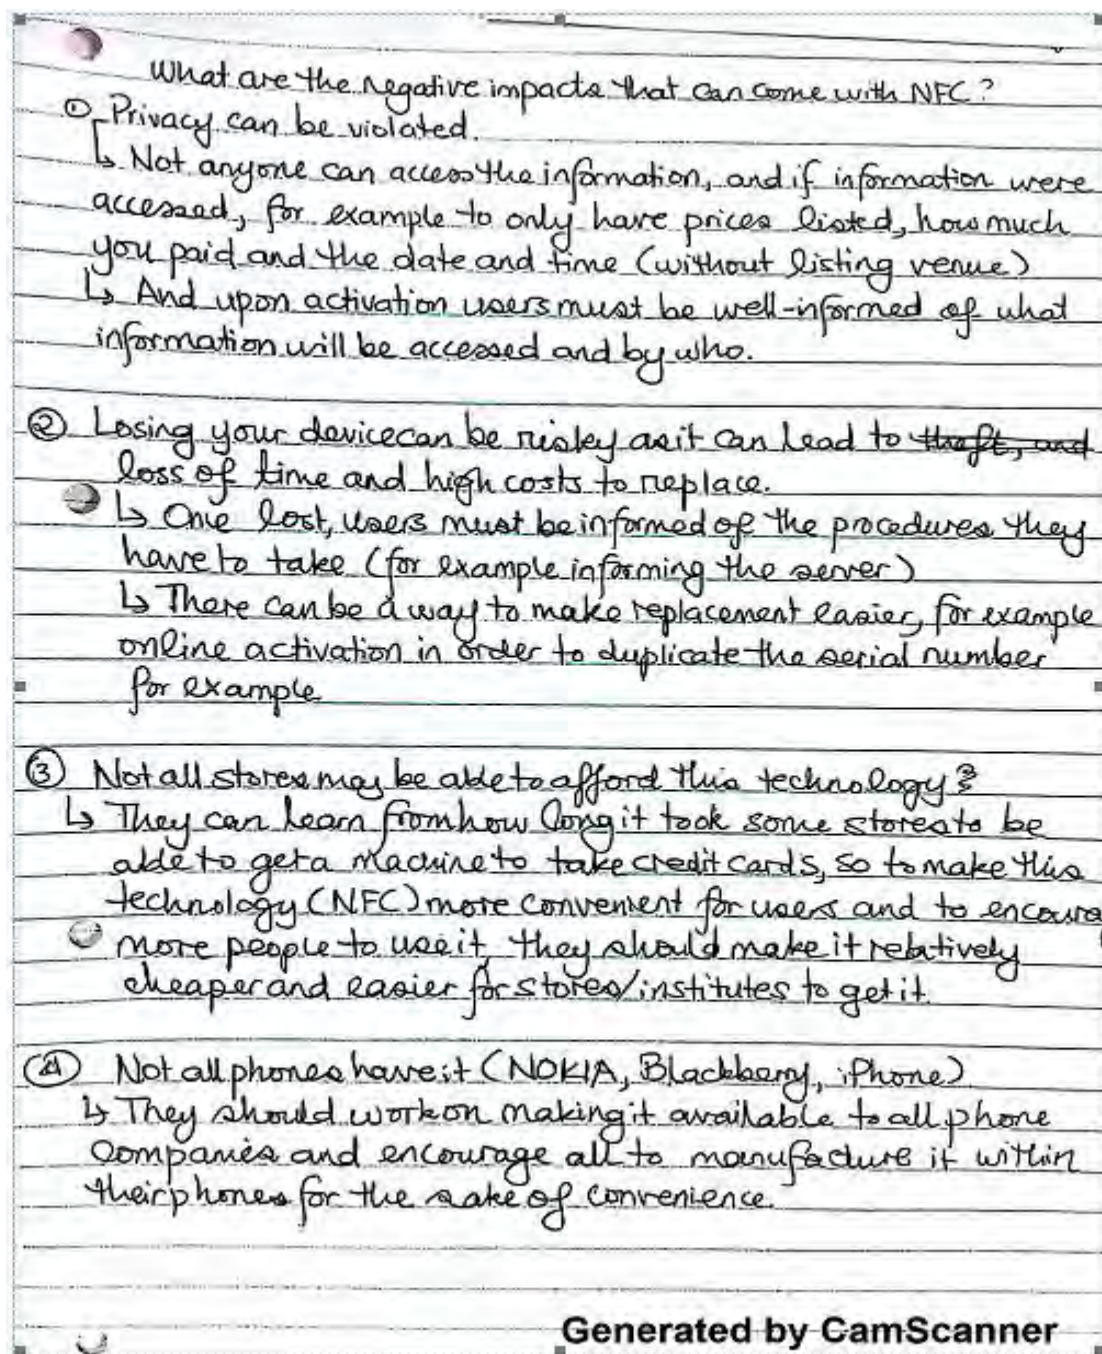 What are the negative impacts that can come with NFC?
① Privacy can be violated.
↳ Not anyone can access the information, and if information were
accessed, for example to only have prices listed, how much
you paid and the date and time (without listing venue)
↳ And upon activation users must be well-informed of what
information will be accessed and by who.
② Losing your device can be risky as it can lead to theft, and
loss of time and high costs to replace.
↳ One lost, users must be informed of the procedures they
have to take (for example informing the server)
↳ There can be a way to make replacement easier, for example
online activation in order to duplicate the serial number
for example
③ Not all stores may be able to afford this technology?
↳ They can learn from how long it took some stores to be
able to get a machine to take credit cards, so to make this
technology (NFC) more convenient for users and to encoura
more people to use it, they should make it relatively
cheaper and easier for stores/institutes to get it.
④ Not all phones have it (NOKIA, Blackberry, iPhone)
↳ They should work on making it available to all phone
companies and encourage all to manufacture it within
their phones for the sake of convenience.
Generated by CamScanner